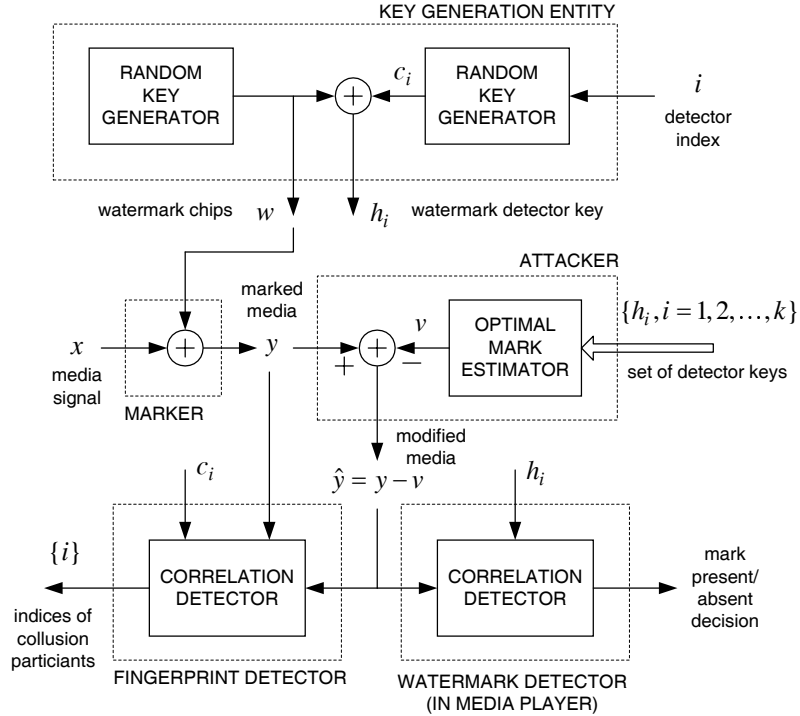 KEY GENERATION ENTITY
RANDOM
KEY
GENERATOR
+
c_i
RANDOM
KEY
GENERATOR
i
detector
index
watermark chips
w
h_i
watermark detector key
ATTACKER
marked
media
x
media
signal
+
MARKER
y
+
+
−
v
OPTIMAL
MARK
ESTIMATOR
{h_i, i = 1, 2, …, k}
set of detector keys
modified
media
c_i
ŷ = y − v
h_i
{i}
indices of
collusion
particiants
CORRELATION
DETECTOR
CORRELATION
DETECTOR
mark
present/
absent
decision
FINGERPRINT DETECTOR
WATERMARK DETECTOR
(IN MEDIA PLAYER)